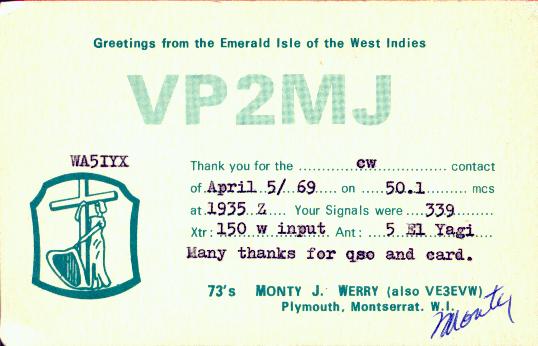 Greetings from the Emerald Isle of the West Indies
VP2MJ
WA5IYX
Thank you for the ........ cw ........ contact
of April 5/ 69 on ..... 50.1 ..... mcs
at 1935 Z .... Your Signals were .... 339 ....
Xtr: 150 w input Ant: .... 5 El Yagi ....
Many thanks for qso and card.
73's MONTY J. WERRY (also VE3EVW)
Plymouth, Montserrat. W.I.
Monty